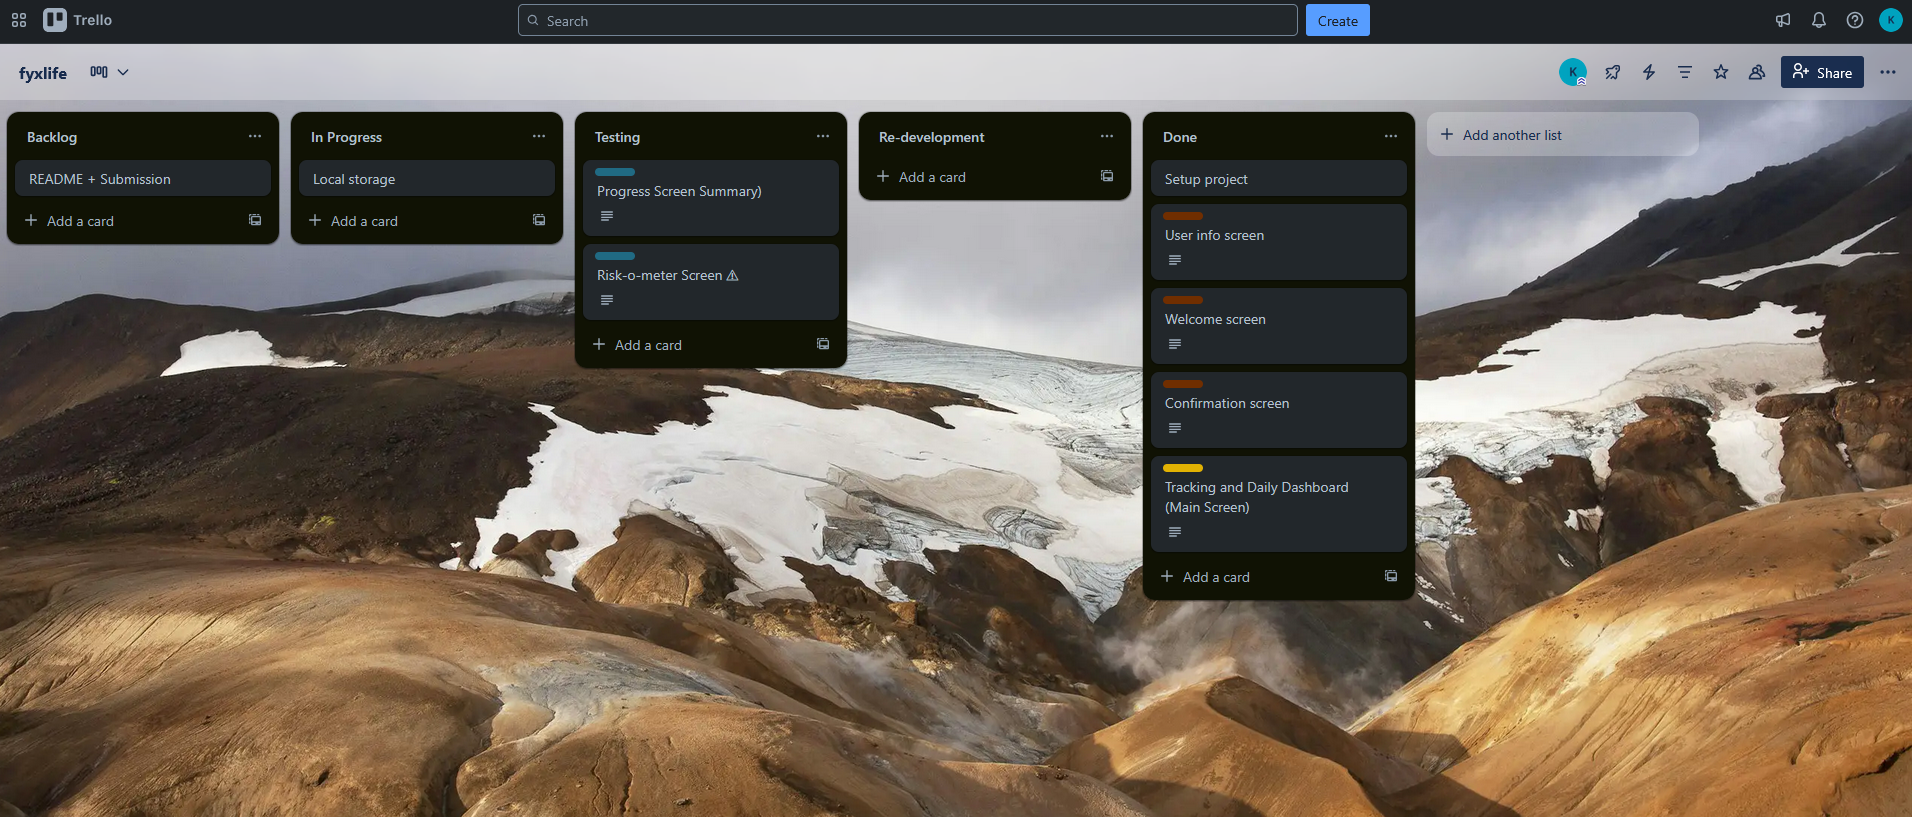 Trello
Search
Create
K
fyxlife
K
Share
Backlog
README + Submission
Add a card
In Progress
Local storage
Add a card
Testing
Progress Screen Summary)
Risk-o-meter Screen ⚠
Add a card
Re-development
Add a card
Done
Setup project
User info screen
Welcome screen
Confirmation screen
Tracking and Daily Dashboard
(Main Screen)
Add a card
Add another list